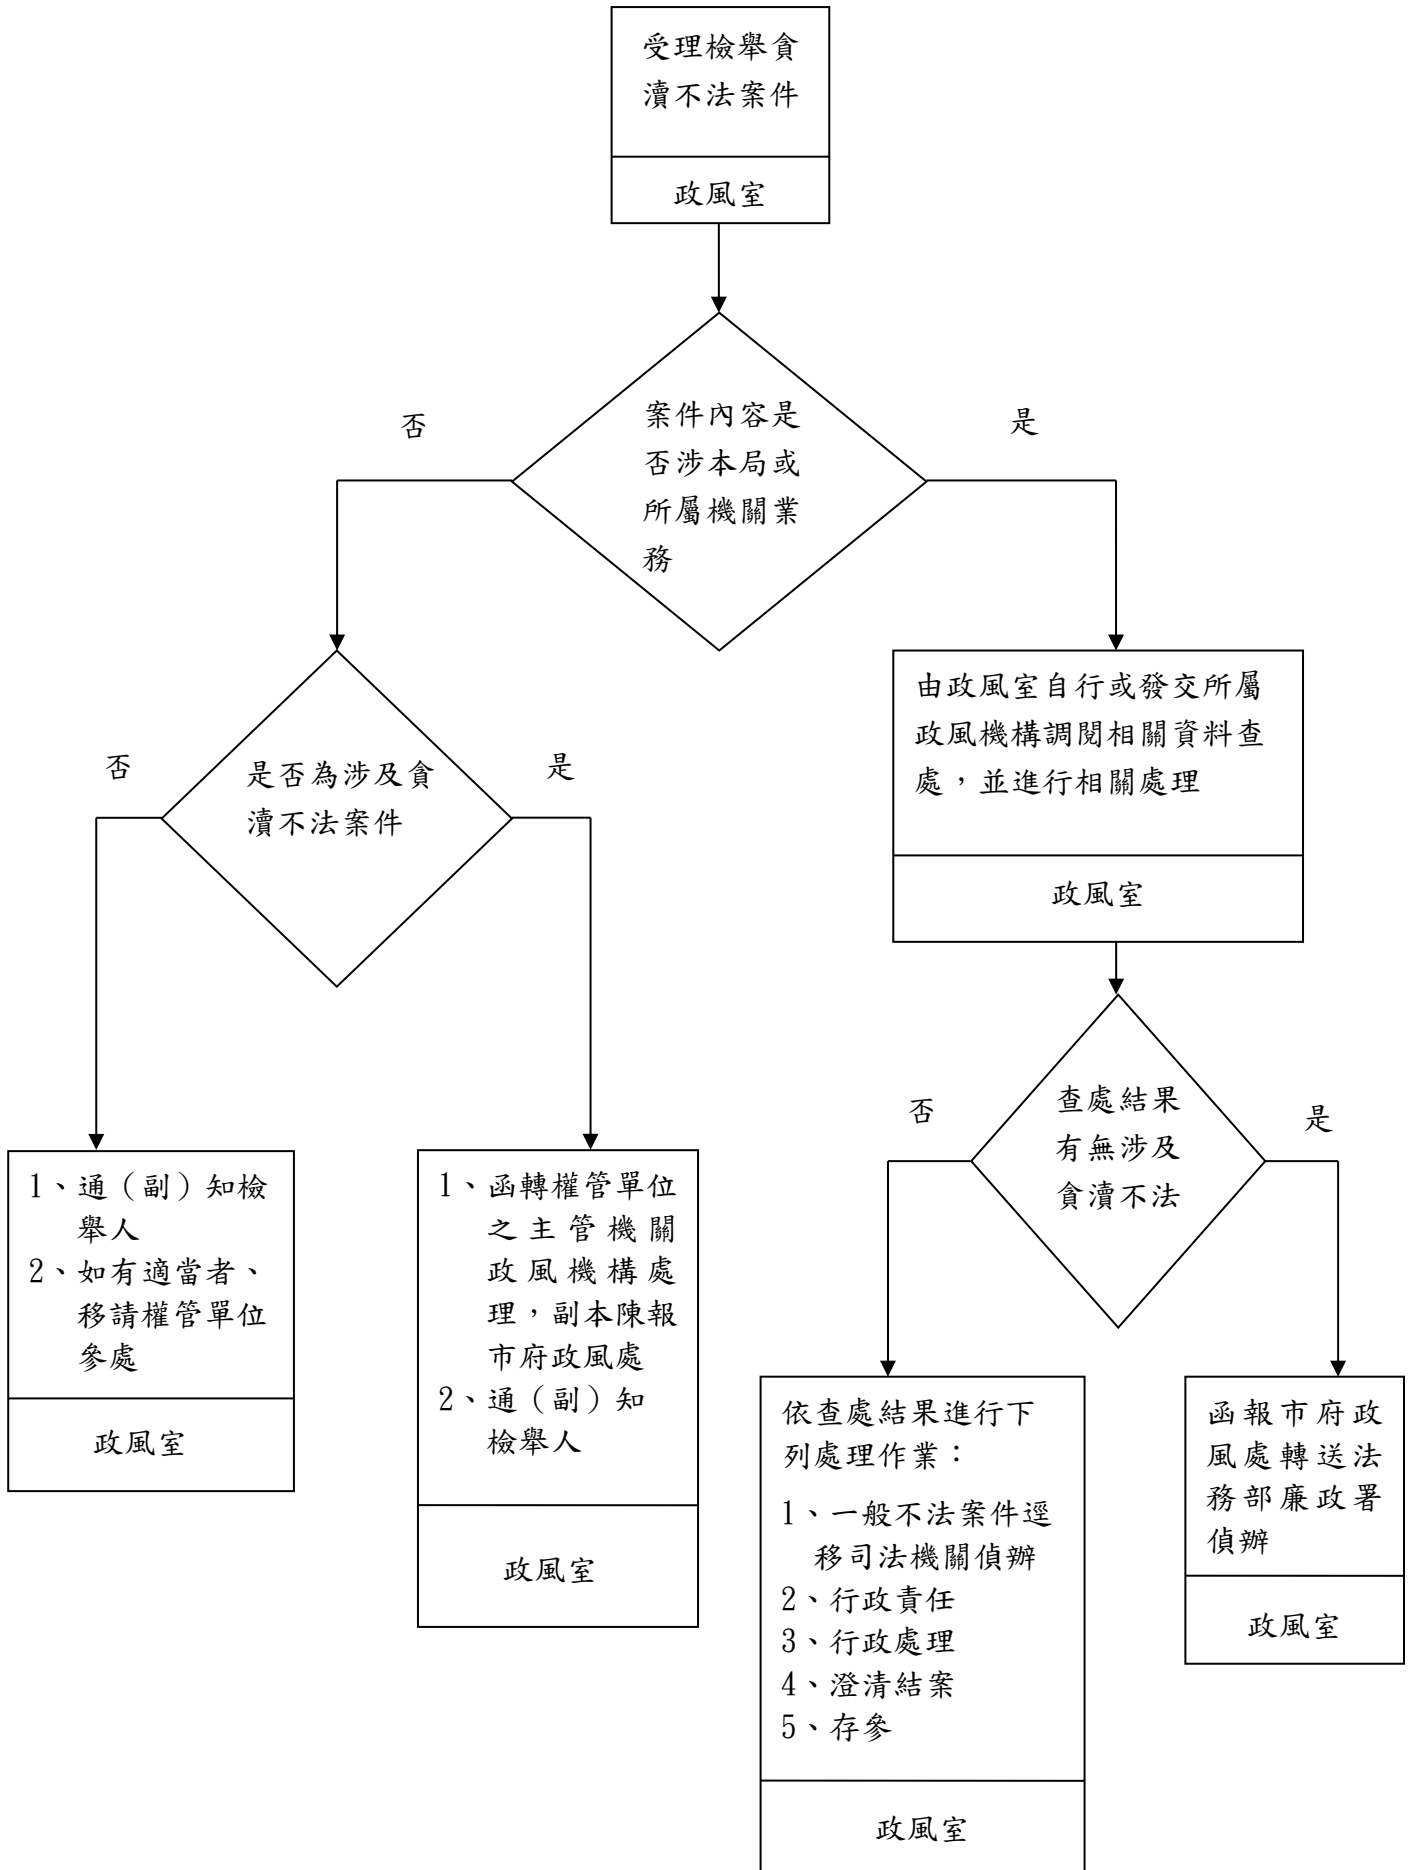 受理檢舉貪
瀆不法案件
政風室
案件內容是
否涉本局或
所屬機關業
務
否
是
是否為涉及貪
瀆不法案件
否
是
由政風室自行或發交所屬
政風機構調閱相關資料查
處，並進行相關處理
政風室
查處結果
有無涉及
貪瀆不法
否
是
1、通（副）知檢
舉人
2、如有適當者、
移請權管單位
參處
政風室
1、函轉權管單位
之主管機關
政風機構處
理，副本陳報
市府政風處
2、通（副）知
檢舉人
政風室
依查處結果進行下
列處理作業：
1、一般不法案件逕
移司法機關偵辦
2、行政責任
3、行政處理
4、澄清結案
5、存參
政風室
函報市府政
風處轉送法
務部廉政署
偵辦
政風室